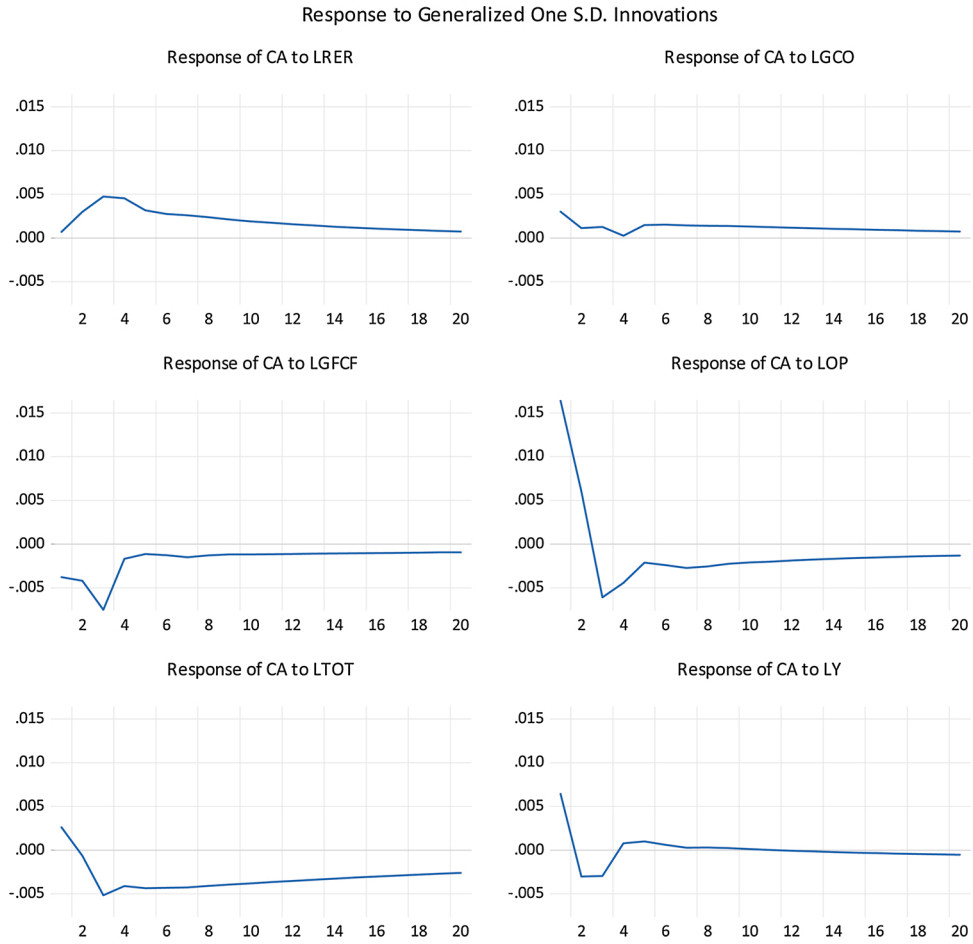 Response to Generalized One S.D. Innovations
Response of CA to LRER
.015
.010
.005
.000
-.005
2 4 6 8 10 12 14 16 18 20
Response of CA to LGCO
.015
.010
.005
.000
-.005
2 4 6 8 10 12 14 16 18 20
Response of CA to LGFCF
.015
.010
.005
.000
-.005
2 4 6 8 10 12 14 16 18 20
Response of CA to LOP
.015
.010
.005
.000
-.005
2 4 6 8 10 12 14 16 18 20
Response of CA to LTOT
.015
.010
.005
.000
-.005
2 4 6 8 10 12 14 16 18 20
Response of CA to LY
.015
.010
.005
.000
-.005
2 4 6 8 10 12 14 16 18 20